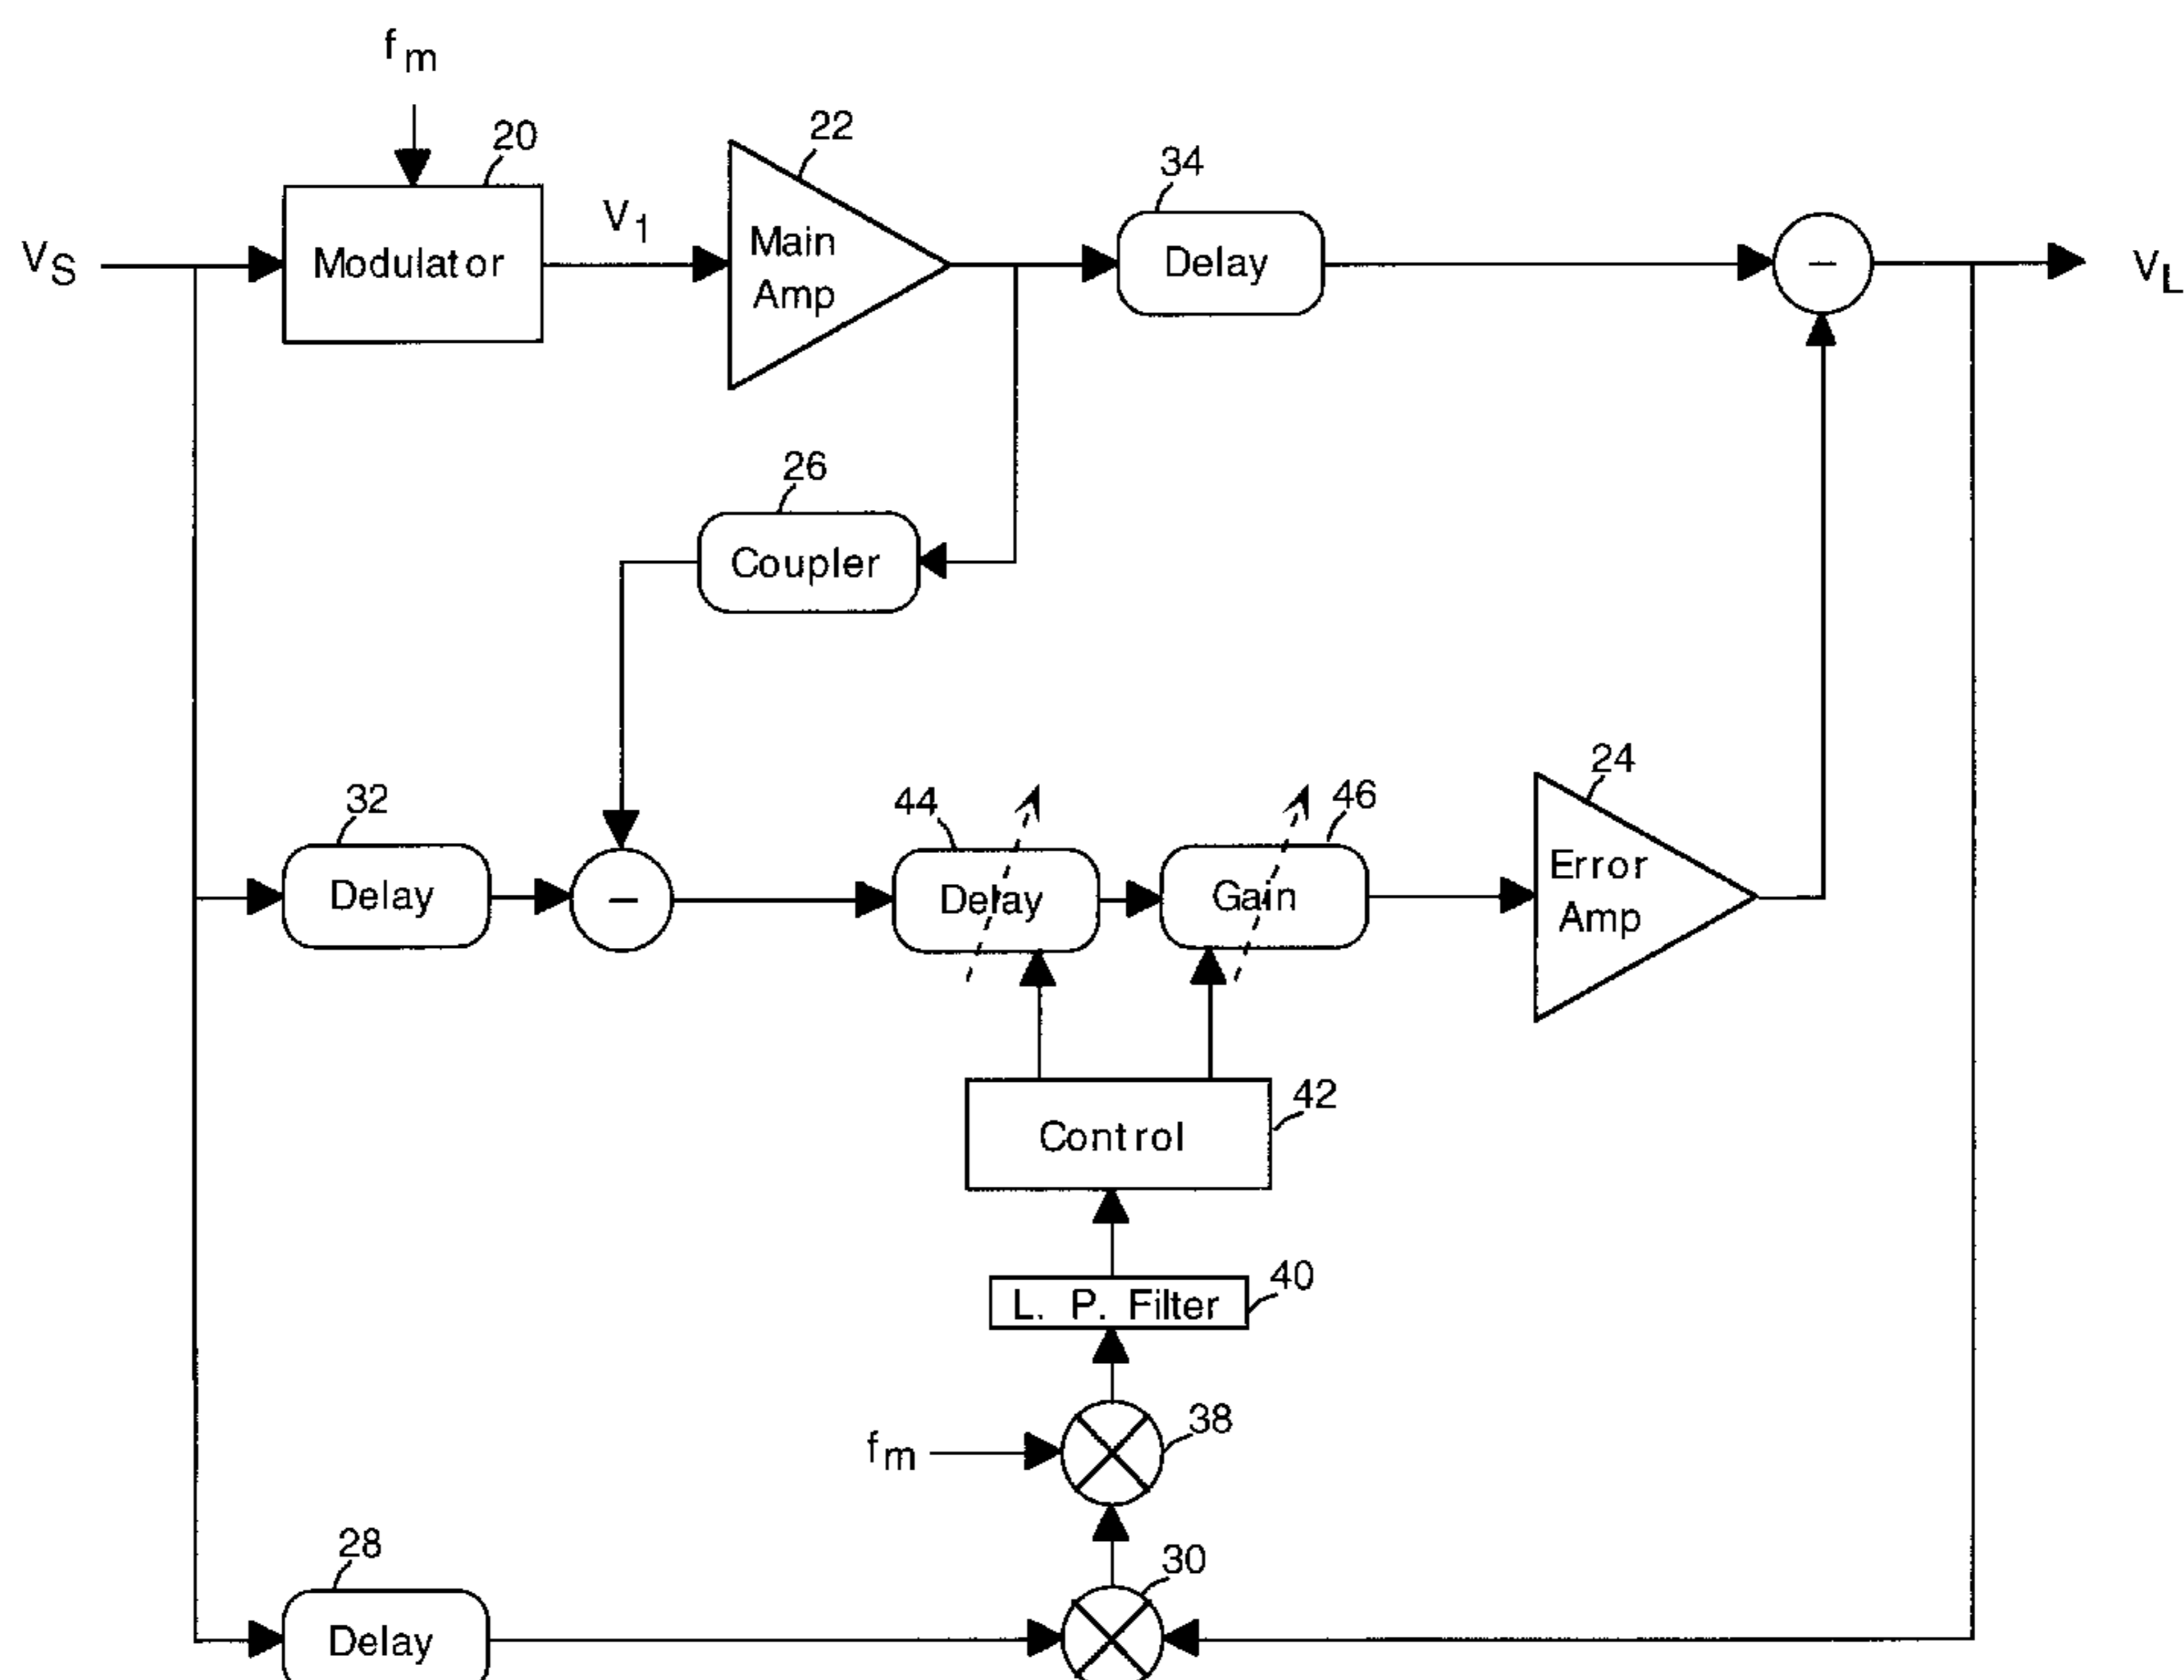 fm
20
22
34
VS
Modulator
V1
Main
Amp
Delay
–
VL
26
Coupler
24
32
44
46
Delay
–
Delay
Gain
Error
Amp
42
Control
40
L. P. Filter
38
fm
30
28
Delay